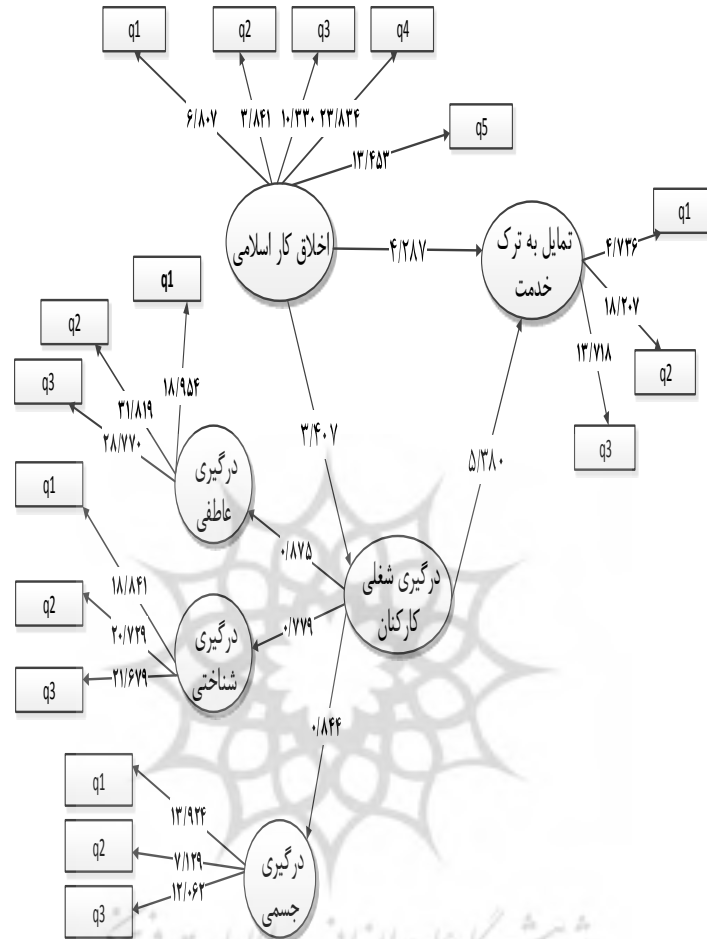 q1
q2
q3
q4
۶/۸۰۷
۳/۸۴۱
۱۰/۳۳۰
۲۳/۸۳۴
q5
۱۳/۴۵۳
اخلاق کار اسلامی
۴/۲۸۷
تمایل به ترک
خدمت
q1
۴/۷۳۶
۱۸/۲۰۷
q2
۱۳/۷۱۸
q3
q1
q2
q3
۱۸/۹۵۴
۳۱/۸۱۹
۲۸/۷۷۰
درگیری
عاطفی
۳/۴۰۷
۵/۳۸۰
۰/۸۷۵
درگیری شغلی
کارکنان
q1
۱۸/۸۴۱
q2
۲۰/۷۲۹
q3
۲۱/۶۷۹
درگیری
شناختی
۰/۷۷۹
۰/۸۴۴
q1
۱۳/۹۲۴
q2
۷/۱۲۹
q3
۱۲/۰۶۲
درگیری
جسمی